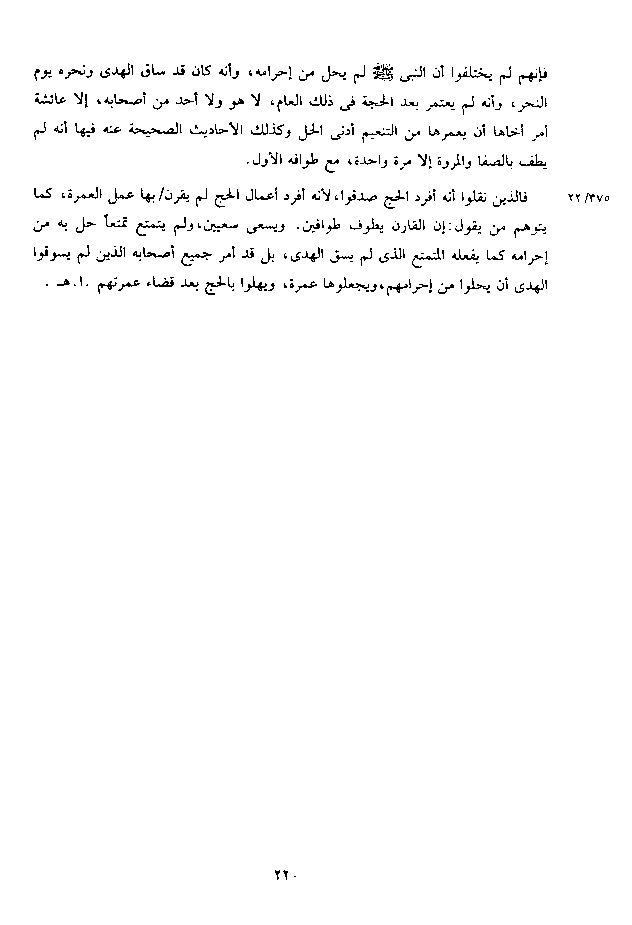 فإنهم لم يختلفوا أن النبى ﷺ لم يحل من إحرامه، وأنه كان قد ساق الهدى ونحره يوم
النحر، وأنه لم يعتمر بعد الحجة فى ذلك العام، لا هو ولا أحد من أصحابه، إلا عائشة
أمر أخاها أن يعمرها من التنعيم أدنى الحل وكذلك الأحاديث الصحيحة عنه فيها أنه لم
يطف بالصفا والمروة إلا مرة واحدة، مع طوافه الأول.
٢٢/٣٧٥ فالذين نقلوا أنه أفرد الحج صدقوا، لأنه أفرد أعمال الحج لم يقرن/ بها عمل العمرة، كما
يتوهم من يقول: إن القارن يطوف طوافين. ويسعى سعيين، ولم يتمتع تمتعاً حل به من
إحرامه كما يفعله المتمتع الذى لم يسق الهدى، بل قد أمر جميع أصحابه الذين لم يسوقوا
الهدى أن يحلوا من إحرامهم، ويجعلوها عمرة، ويهلوا بالحج بعد قضاء عمرتهم .ا.هـ .
٢٢٠